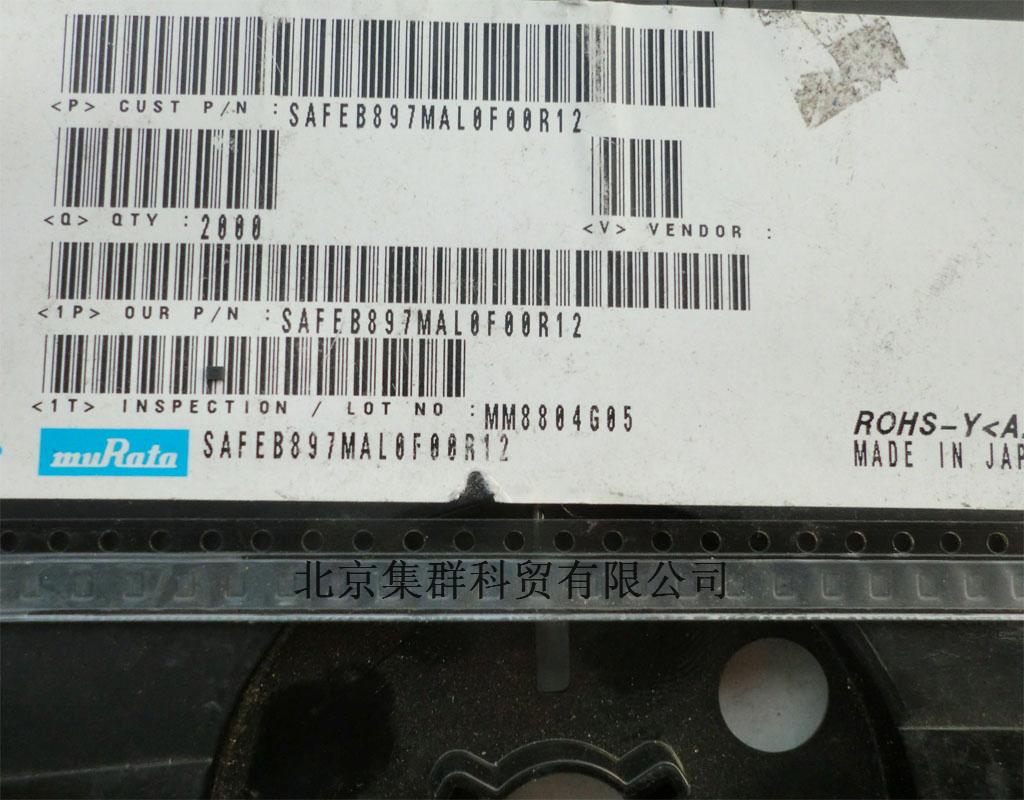 <P> CUST P/N :SAFEB897MAL0F00R12
<Q> QTY :2000
<V> VENDOR :
<1P> OUR P/N :SAFEB897MAL0F00R12
<1T> INSPECTION / LOT NO :MM8804G05
muRata SAFEB897MAL0F00R12
ROHS-Y<A
MADE IN JAP
北京集群科贸有限公司